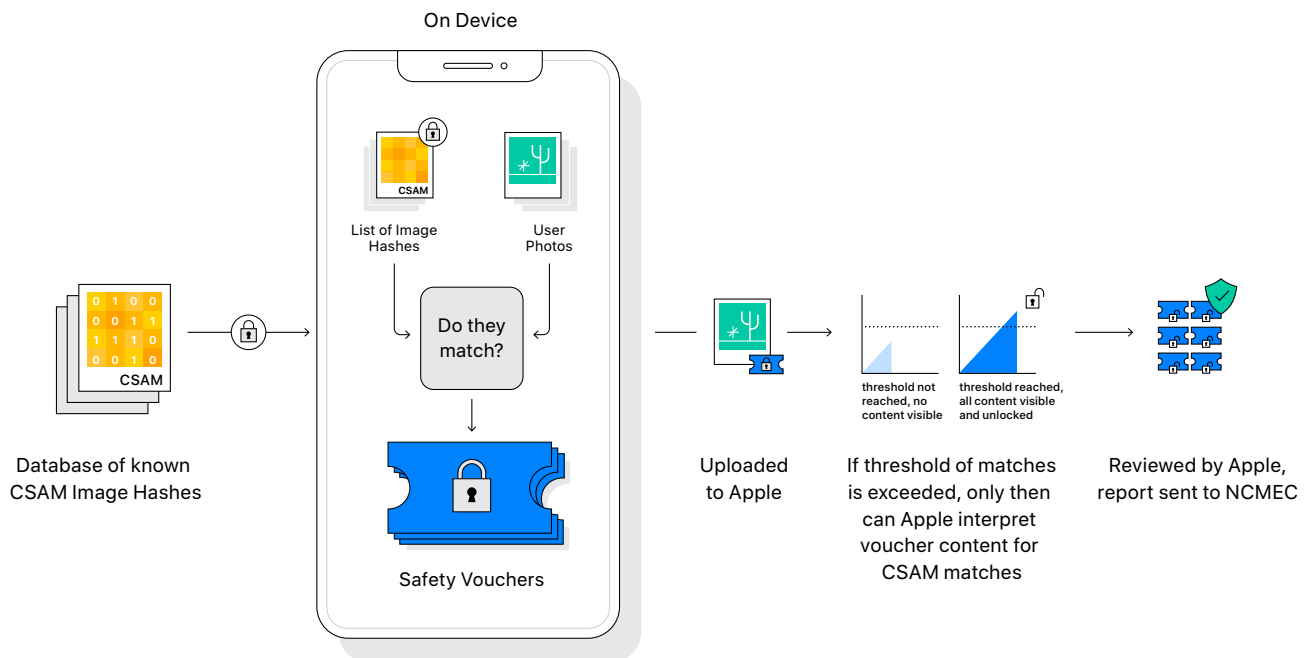 On Device
0 1 0 0
0 0 1 1
1 1 1 0
0 0 1 0
CSAM
Database of known
CSAM Image Hashes
CSAM
List of Image
Hashes
User
Photos
Do they
match?
Safety Vouchers
Uploaded
to Apple
threshold not
reached, no
content visible
threshold reached,
all content visible
and unlocked
If threshold of matches
is exceeded, only then
can Apple interpret
voucher content for
CSAM matches
Reviewed by Apple,
report sent to NCMEC